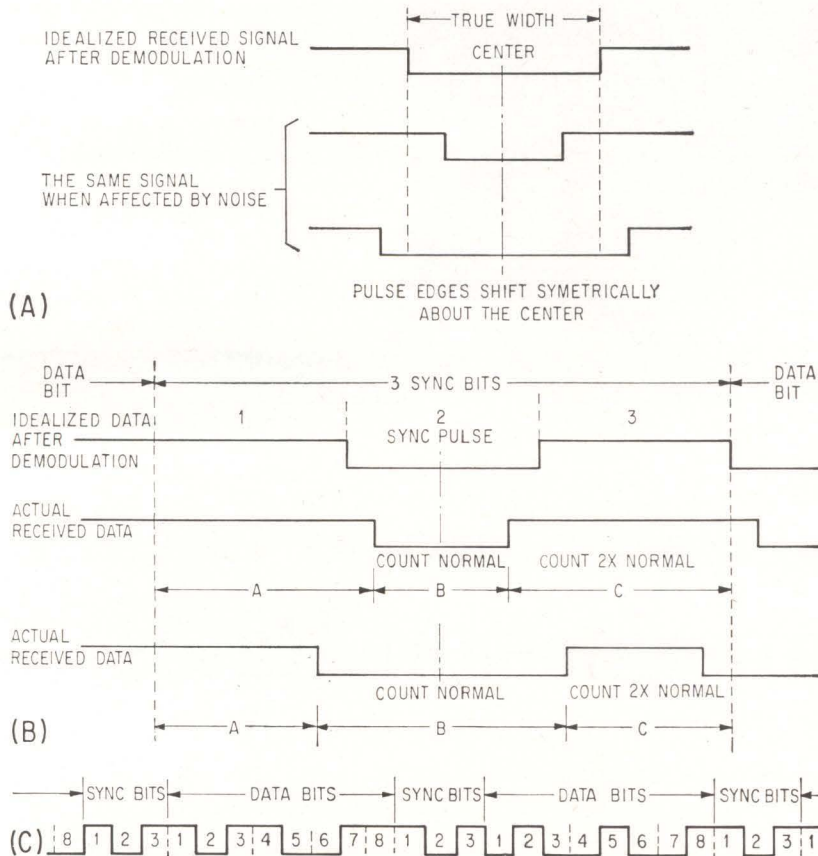 TRUE WIDTH
IDEALIZED RECEIVED SIGNAL
AFTER DEMODULATION
CENTER
THE SAME SIGNAL
WHEN AFFECTED BY NOISE
PULSE EDGES SHIFT SYMETRICALLY
ABOUT THE CENTER
(A)
DATA
BIT
3 SYNC BITS
DATA
BIT
1 2 3
IDEALIZED DATA
AFTER
DEMODULATION
SYNC PULSE
ACTUAL
RECEIVED DATA
COUNT NORMAL COUNT 2X NORMAL
A B C
ACTUAL
RECEIVED DATA
COUNT NORMAL COUNT 2X NORMAL
A B C
(B)
SYNC BITS DATA BITS SYNC BITS DATA BITS SYNC BITS
(C) 8 1 2 3 1 2 3 4 5 6 7 8 1 2 3 1 2 3 4 5 6 7 8 1 2 3 1